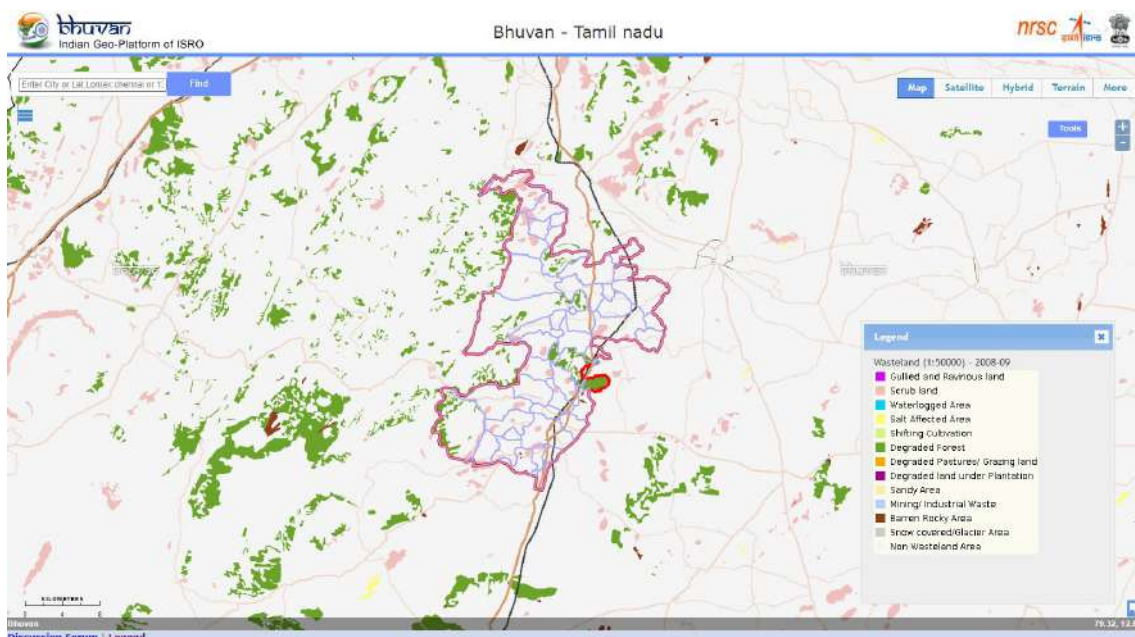 bhuvan
Indian Geo-Platform of ISRO
Bhuvan - Tamil nadu
nrsc
Find
Map Satellite Hybrid Terrain More
Tools
Legend
Wasteland (1:50000) - 2008-09
Gullied and Ravinous land
Scrub land
Waterlogged Area
Salt Affected Area
Shifting Cultivation
Degraded Forest
Degraded Pastures/ Grazing land
Degraded land under Plantation
Sandy Area
Mining/ Industrial Waste
Barren Rocky Area
Snow covered/Glacier Area
Non Wasteland Area
KILOMETERS
Bhuvan
Discussion Forum | Legend